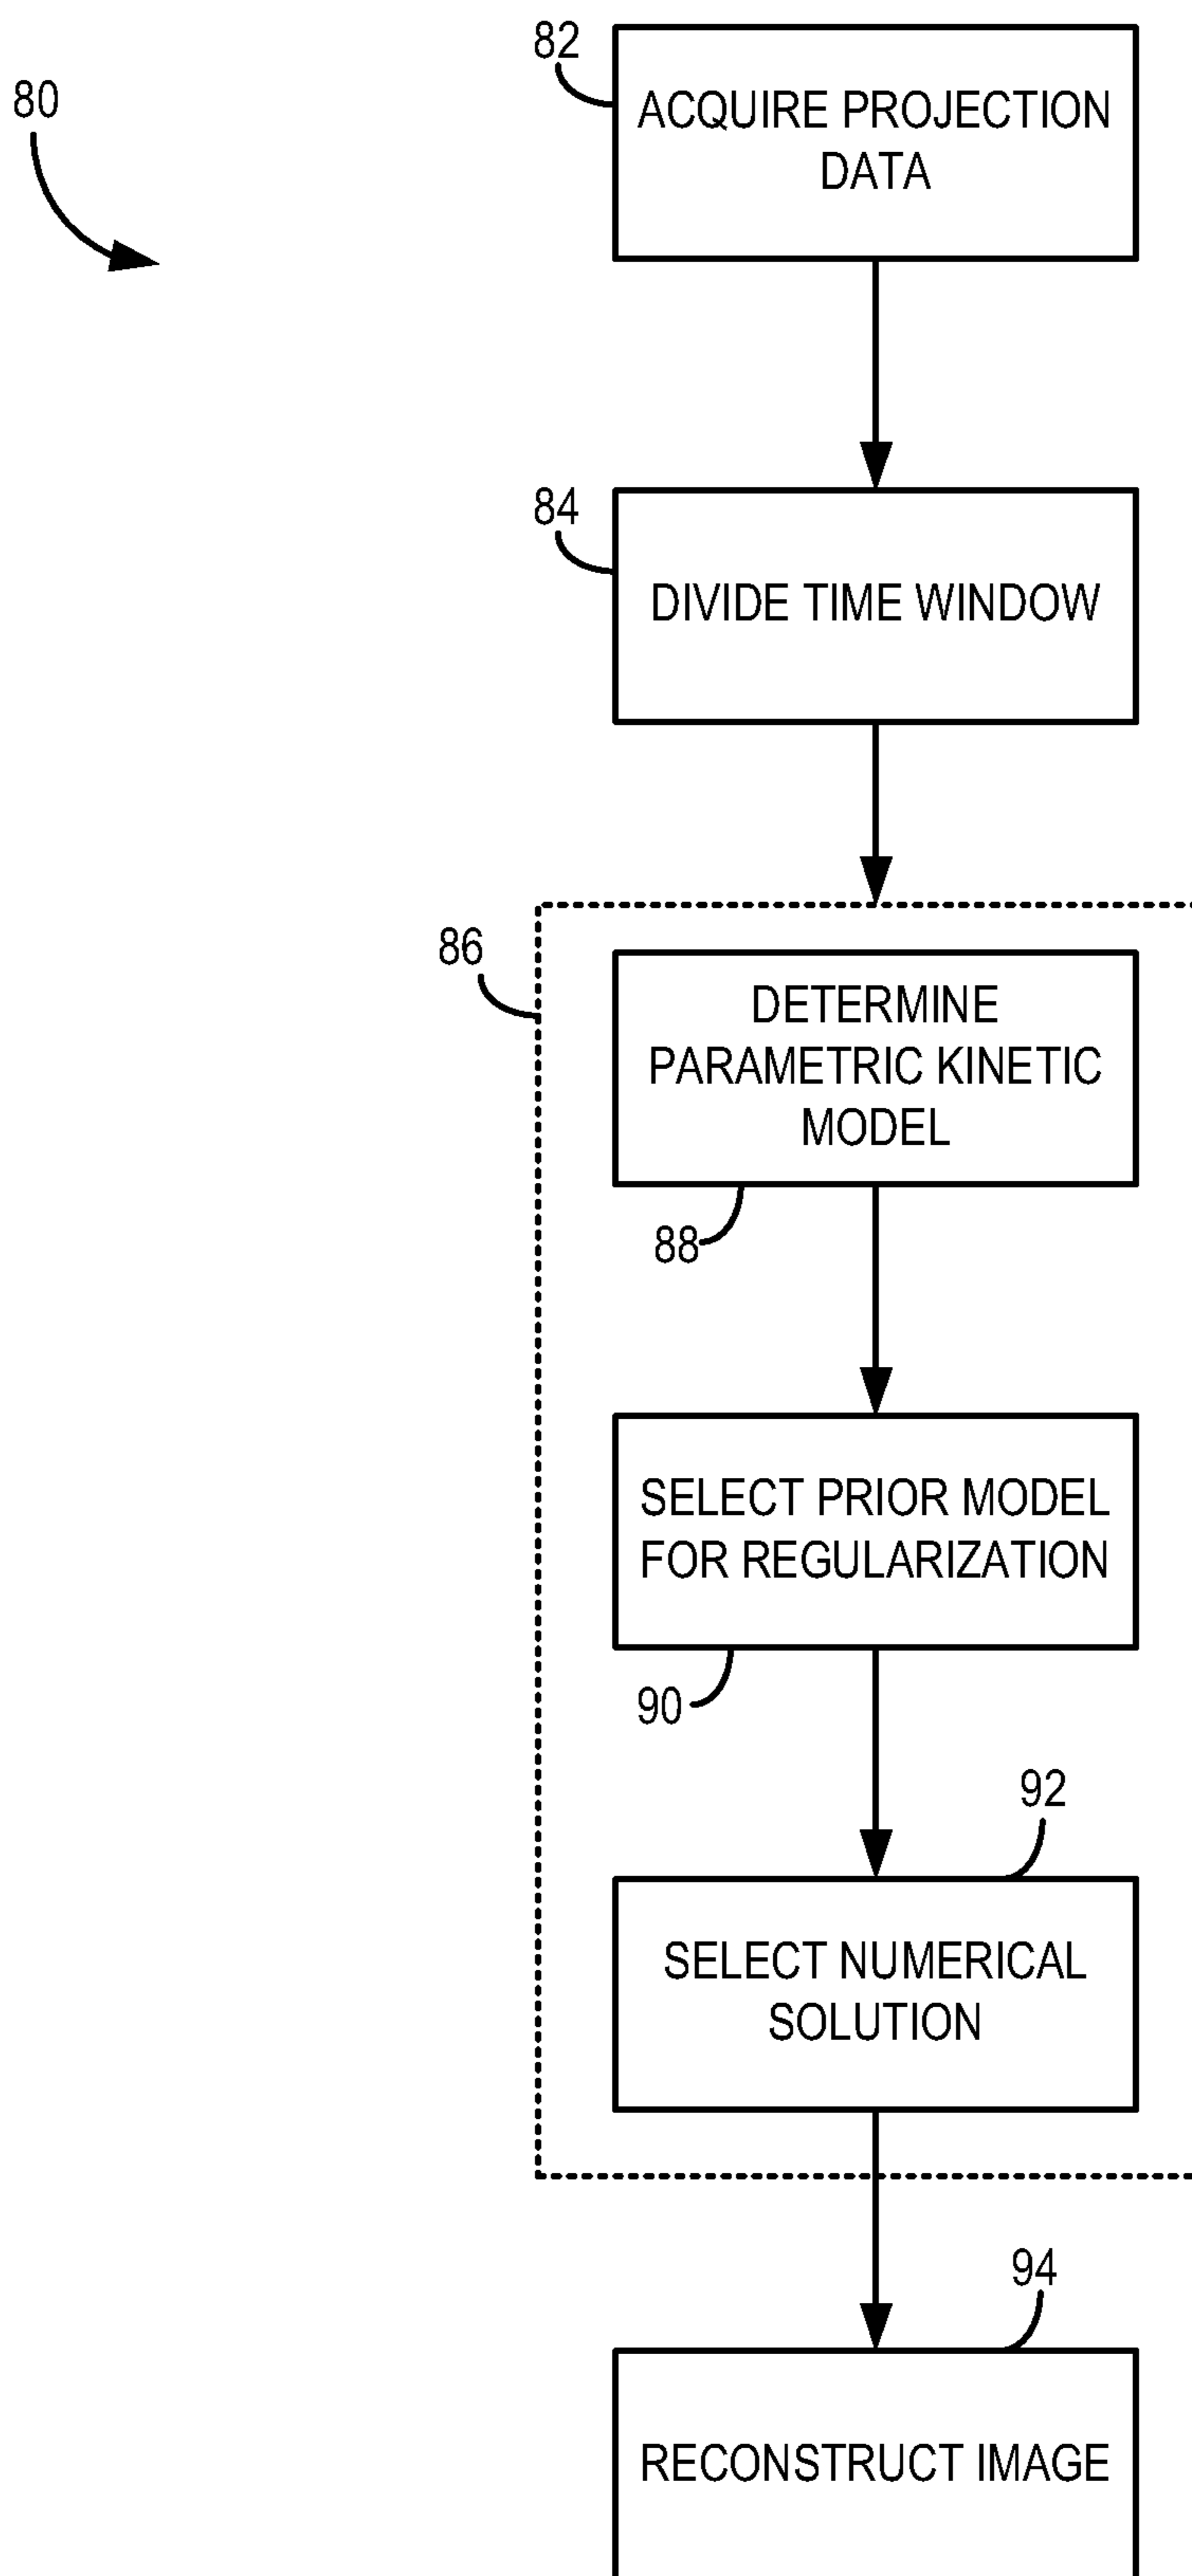 80
82
ACQUIRE PROJECTION
DATA
84
DIVIDE TIME WINDOW
86
DETERMINE
PARAMETRIC KINETIC
MODEL
88
SELECT PRIOR MODEL
FOR REGULARIZATION
90
92
SELECT NUMERICAL
SOLUTION
94
RECONSTRUCT IMAGE